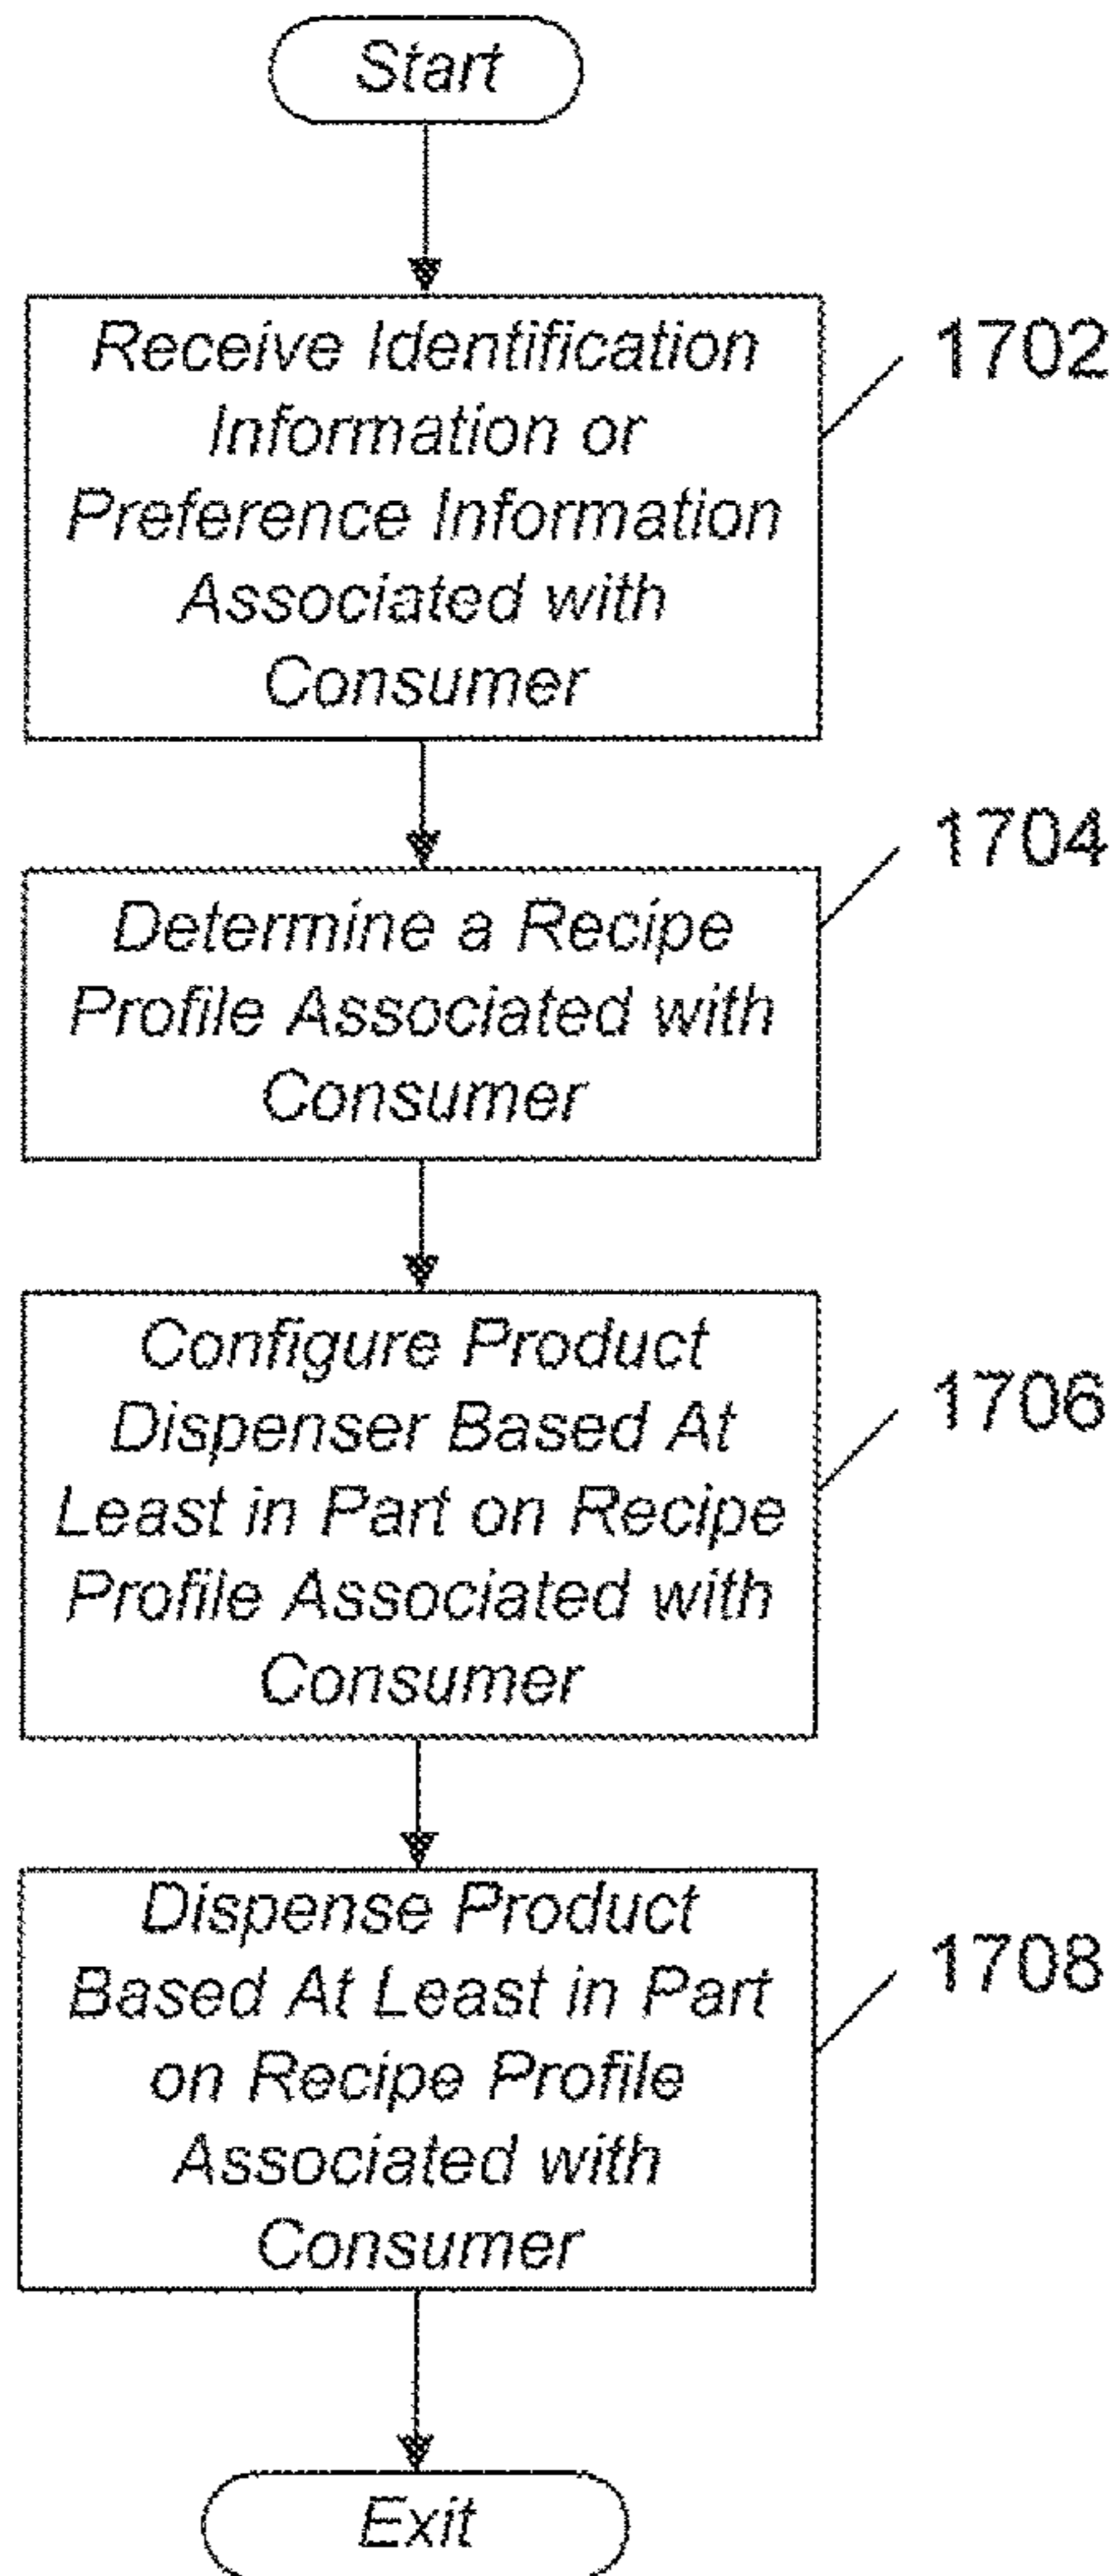 Start
Receive Identification
Information or
Preference Information
Associated with
Consumer
1702
Determine a Recipe
Profile Associated with
Consumer
1704
Configure Product
Dispenser Based At
Least in Part on Recipe
Profile Associated with
Consumer
1706
Dispense Product
Based At Least in Part
on Recipe Profile
Associated with
Consumer
1708
Exit